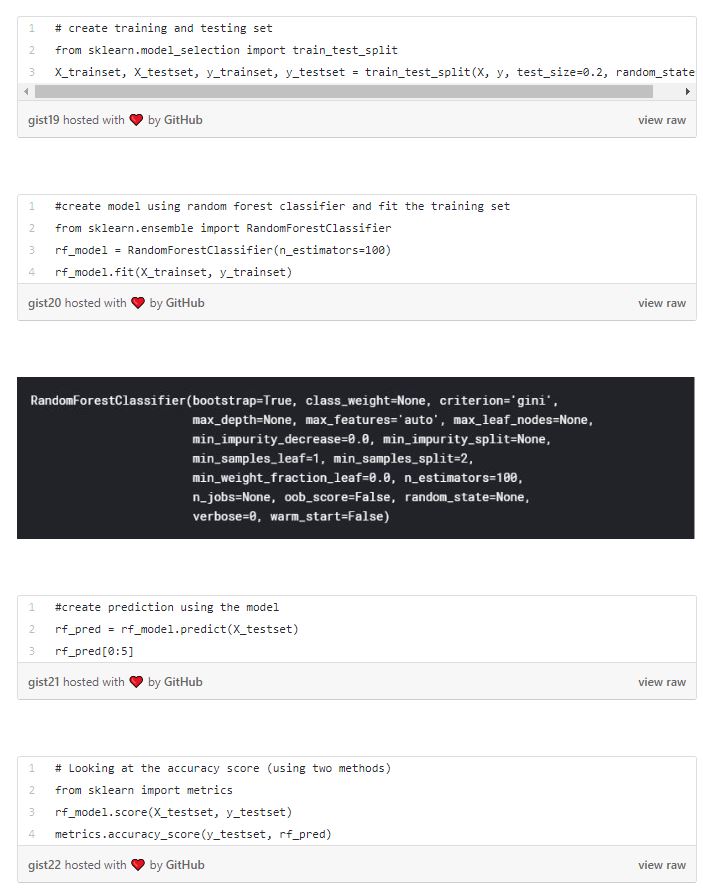 1 # create training and testing set
2 from sklearn.model_selection import train_test_split
3 X_trainset, X_testset, y_trainset, y_testset = train_test_split(X, y, test_size=0.2, random_state
gist19 hosted with ❤ by GitHub view raw
1 #create model using random forest classifier and fit the training set
2 from sklearn.ensemble import RandomForestClassifier
3 rf_model = RandomForestClassifier(n_estimators=100)
4 rf_model.fit(X_trainset, y_trainset)
gist20 hosted with ❤ by GitHub view raw
RandomForestClassifier(bootstrap=True, class_weight=None, criterion='gini',
max_depth=None, max_features='auto', max_leaf_nodes=None,
min_impurity_decrease=0.0, min_impurity_split=None,
min_samples_leaf=1, min_samples_split=2,
min_weight_fraction_leaf=0.0, n_estimators=100,
n_jobs=None, oob_score=False, random_state=None,
verbose=0, warm_start=False)
1 #create prediction using the model
2 rf_pred = rf_model.predict(X_testset)
3 rf_pred[0:5]
gist21 hosted with ❤ by GitHub view raw
1 # Looking at the accuracy score (using two methods)
2 from sklearn import metrics
3 rf_model.score(X_testset, y_testset)
4 metrics.accuracy_score(y_testset, rf_pred)
gist22 hosted with ❤ by GitHub view raw